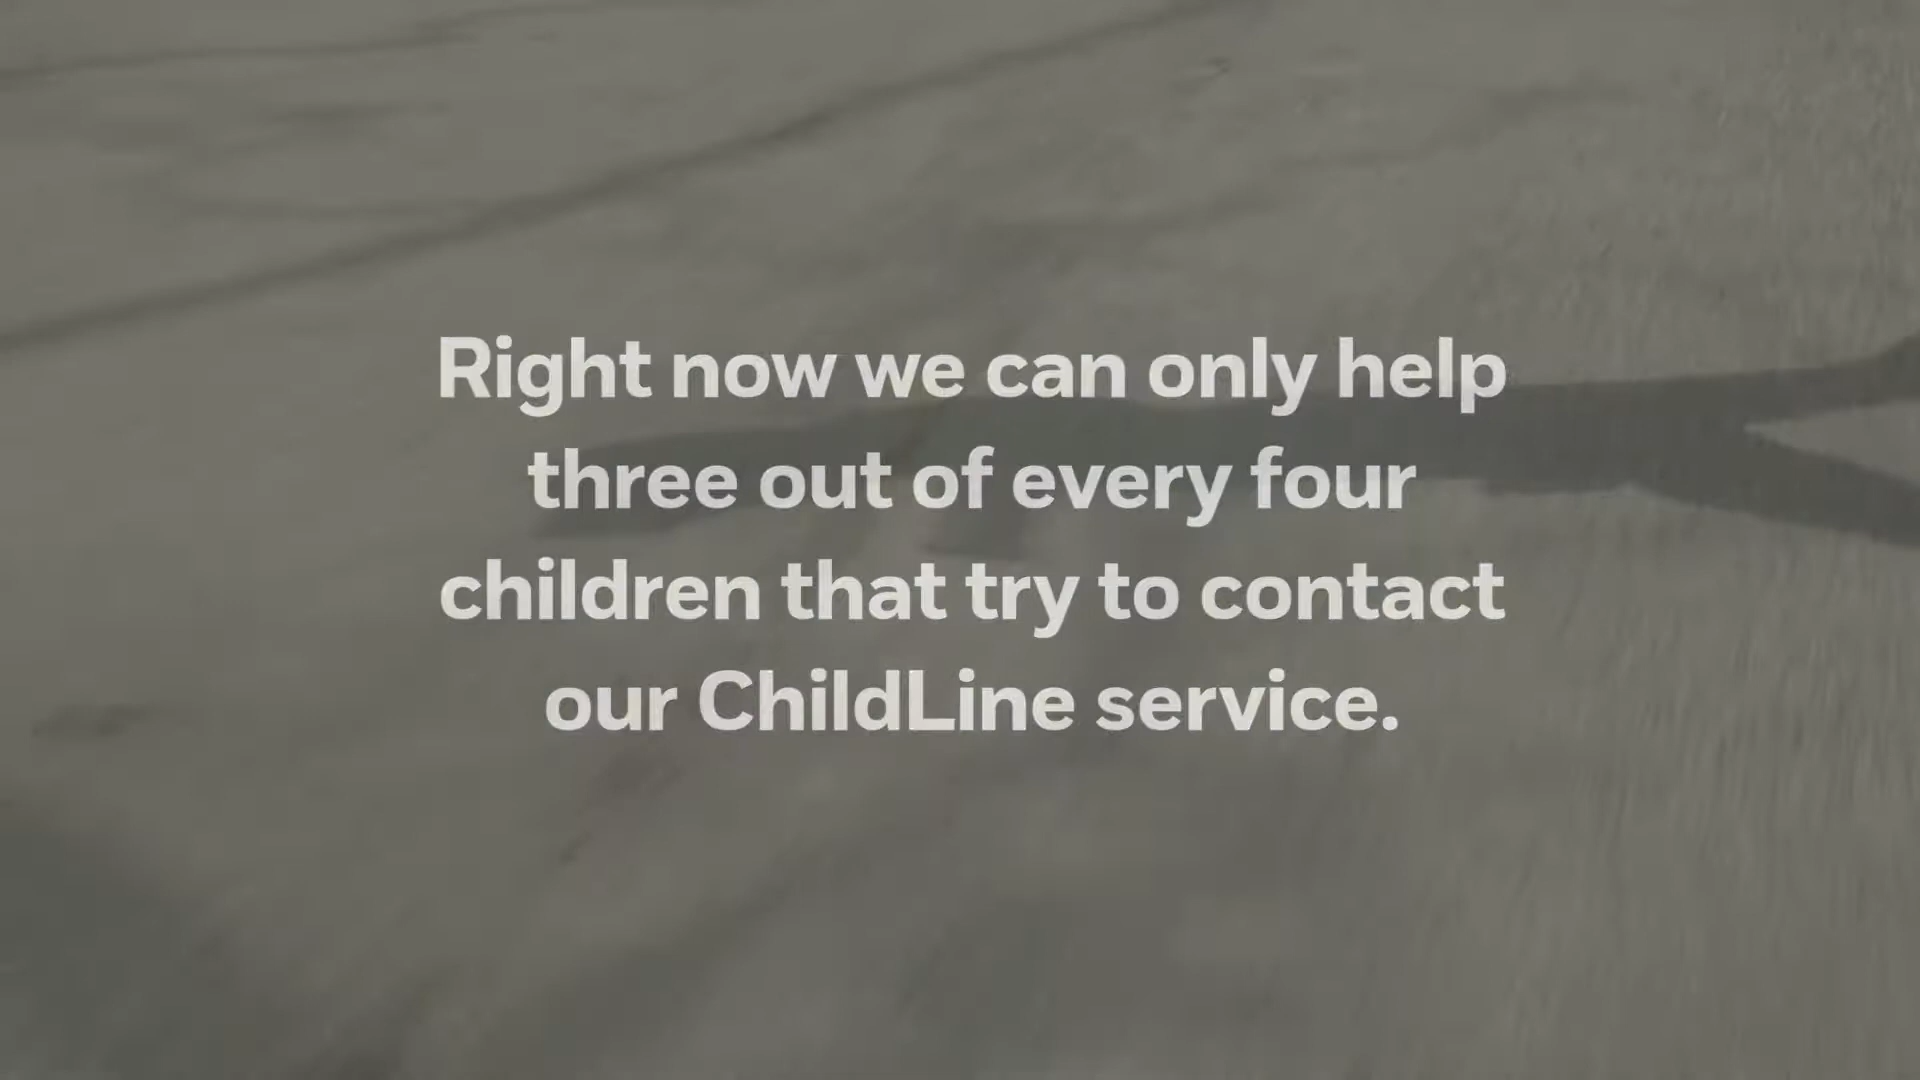 Right now we can only help
three out of every four
children that try to contact
our ChildLine service.